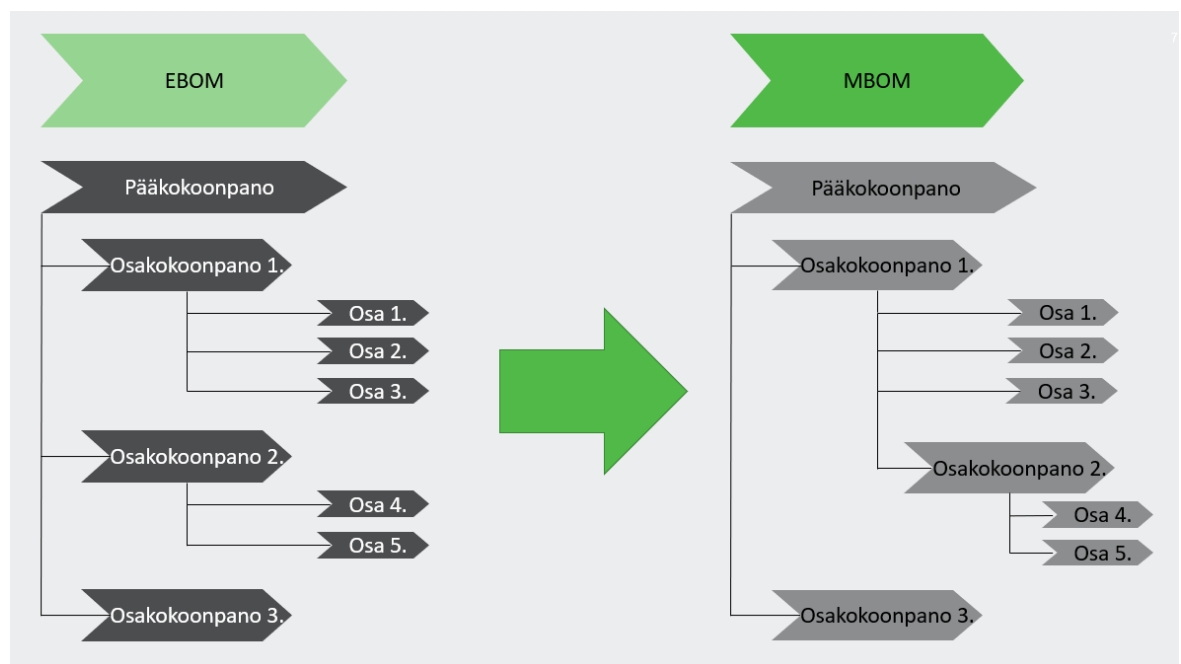 EBOM
Pääkokoonpano
Osakokoonpano 1.
Osa 1.
Osa 2.
Osa 3.
Osakokoonpano 2.
Osa 4.
Osa 5.
Osakokoonpano 3.
MBOM
Pääkokoonpano
Osakokoonpano 1.
Osa 1.
Osa 2.
Osa 3.
Osakokoonpano 2.
Osa 4.
Osa 5.
Osakokoonpano 3.
7